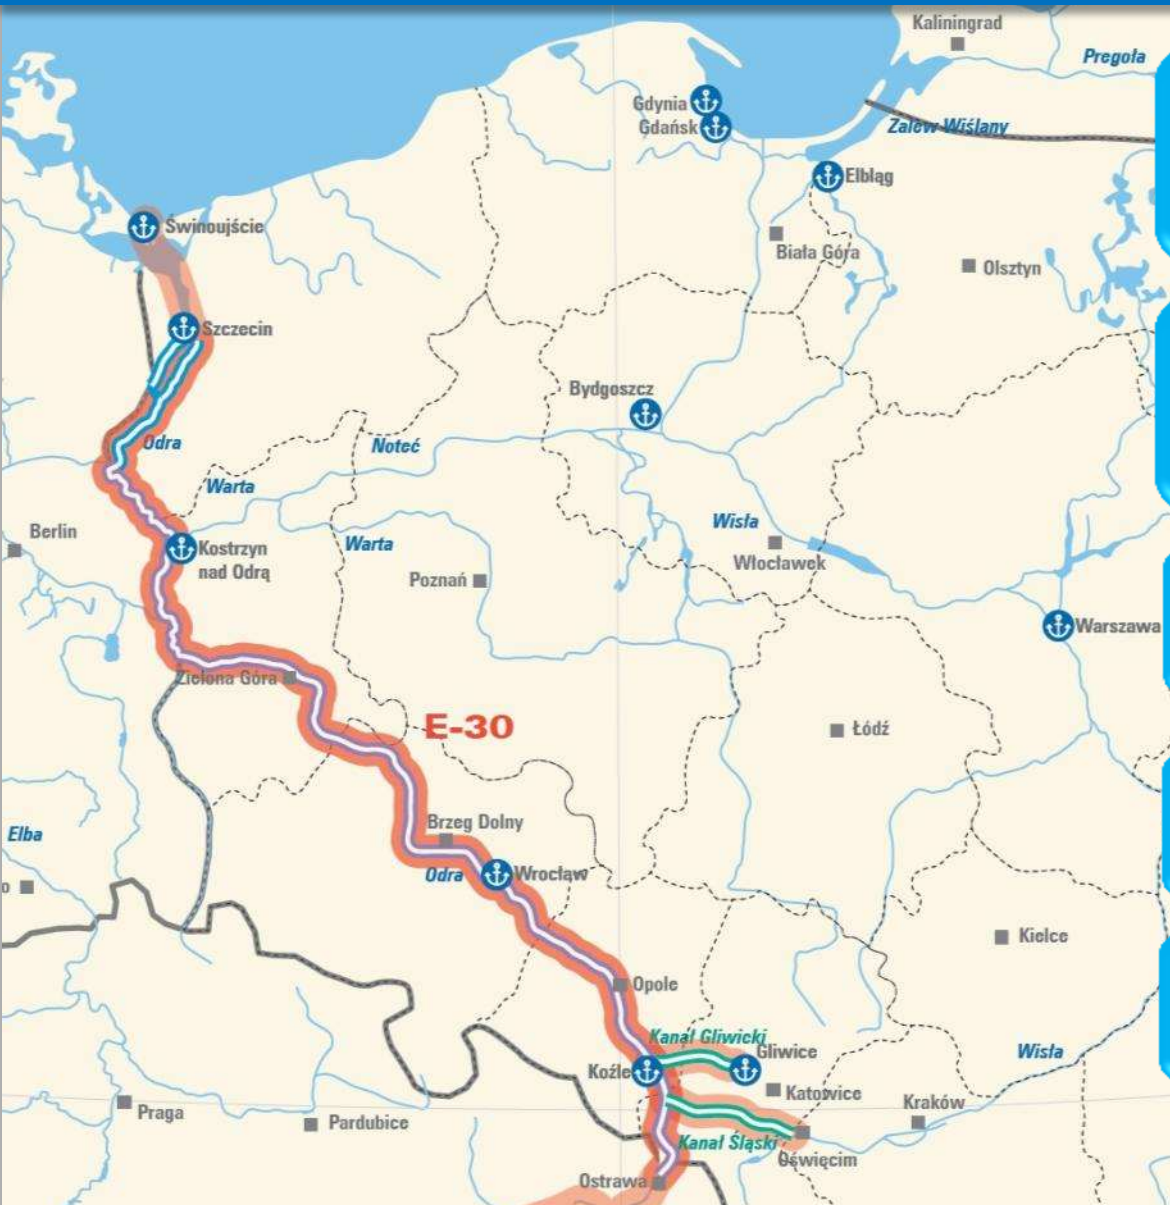 Kaliningrad
Pregoła
Gdynia
Gdańsk
Zalew Wiślany
Elbląg
Świnoujście
Biała Góra
Olsztyn
Szczecin
Bydgoszcz
Odra
Noteć
Warta
Wisła
Berlin
Kostrzyn
nad Odrą
Warta
Włocławek
Poznań
Warszawa
Zielona Góra
E-30
Łódź
Brzeg Dolny
Elba
Odra
Wrocław
o
Kielce
Opole
Kanał Gliwicki
Gliwice
Wisła
Koźle
Katowice
Praga
Pardubice
Kraków
Kanał Śląski
Oświęcim
Ostrawa